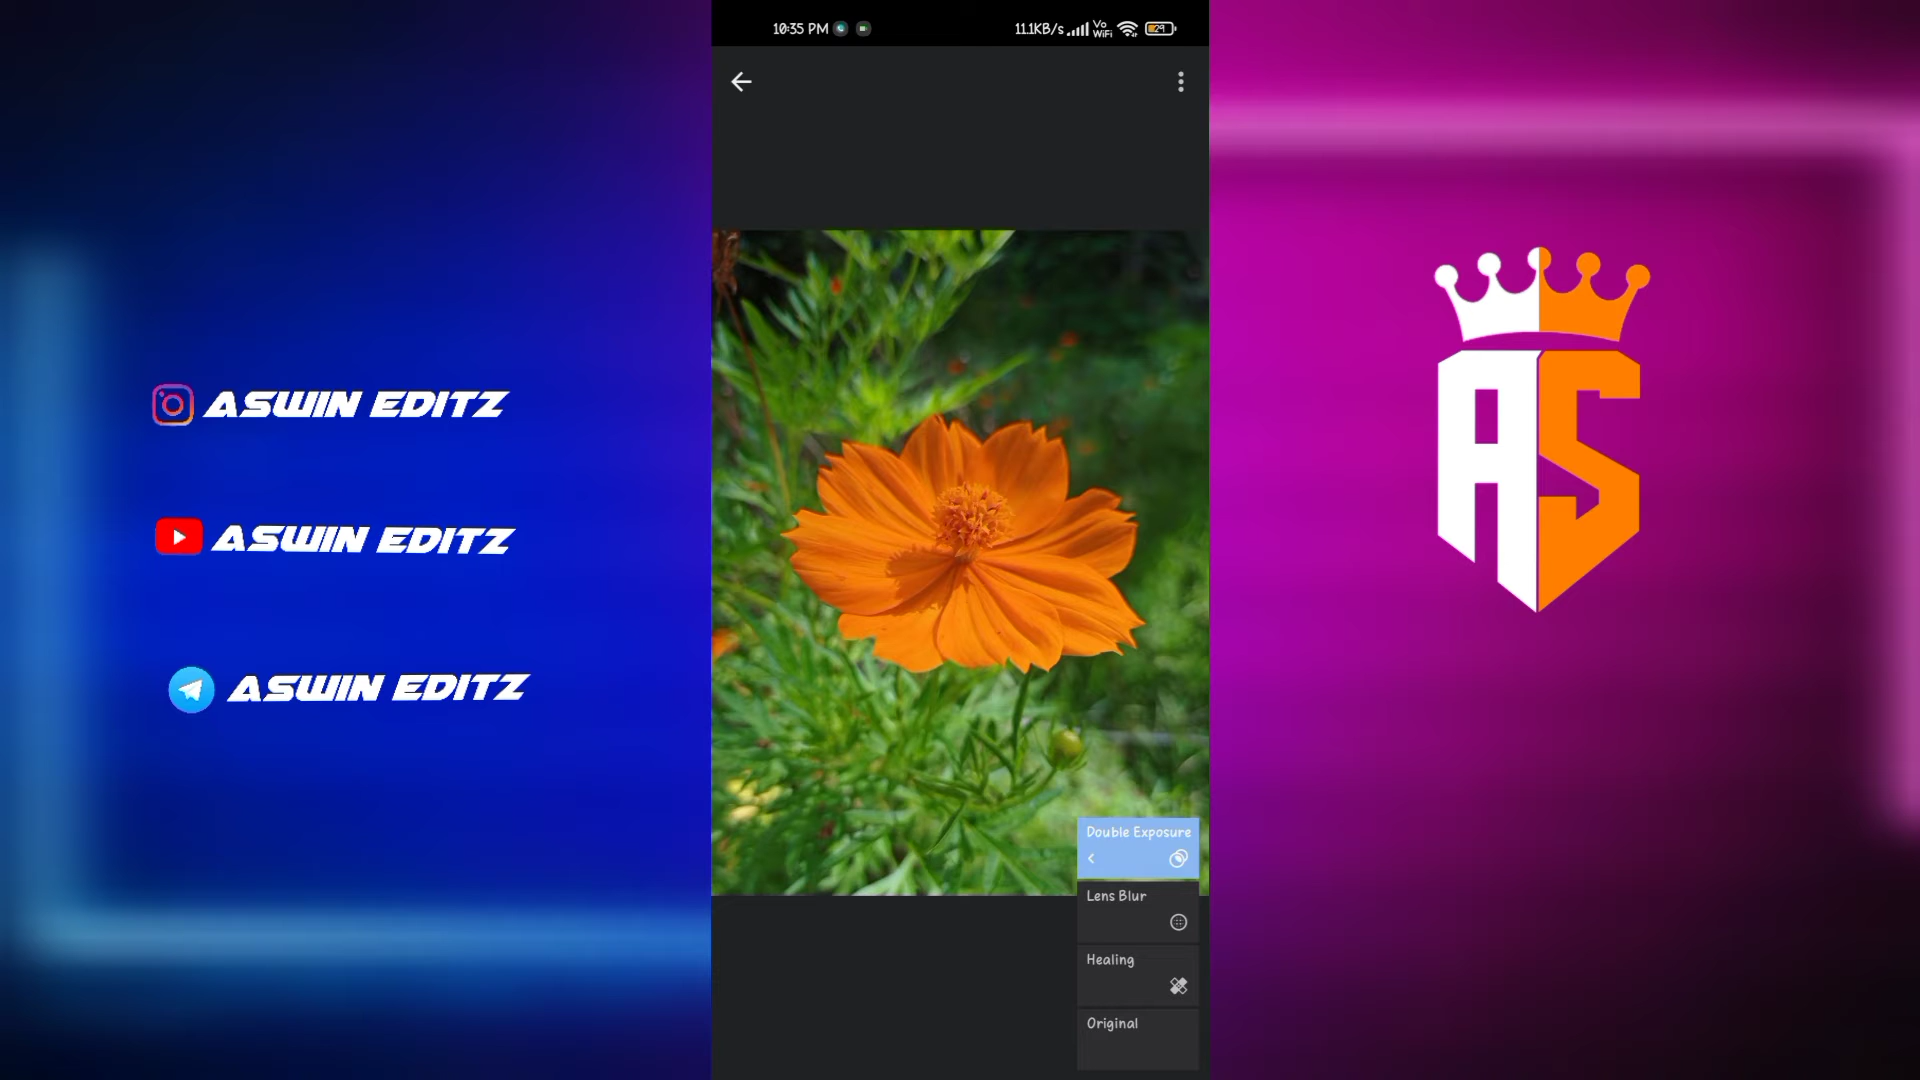 10:35 PM 11.1KB/s Vo WiFi 29
ASWIN EDITZ
ASWIN EDITZ
ASWIN EDITZ
AS
Double Exposure
Lens Blur
Healing
Original